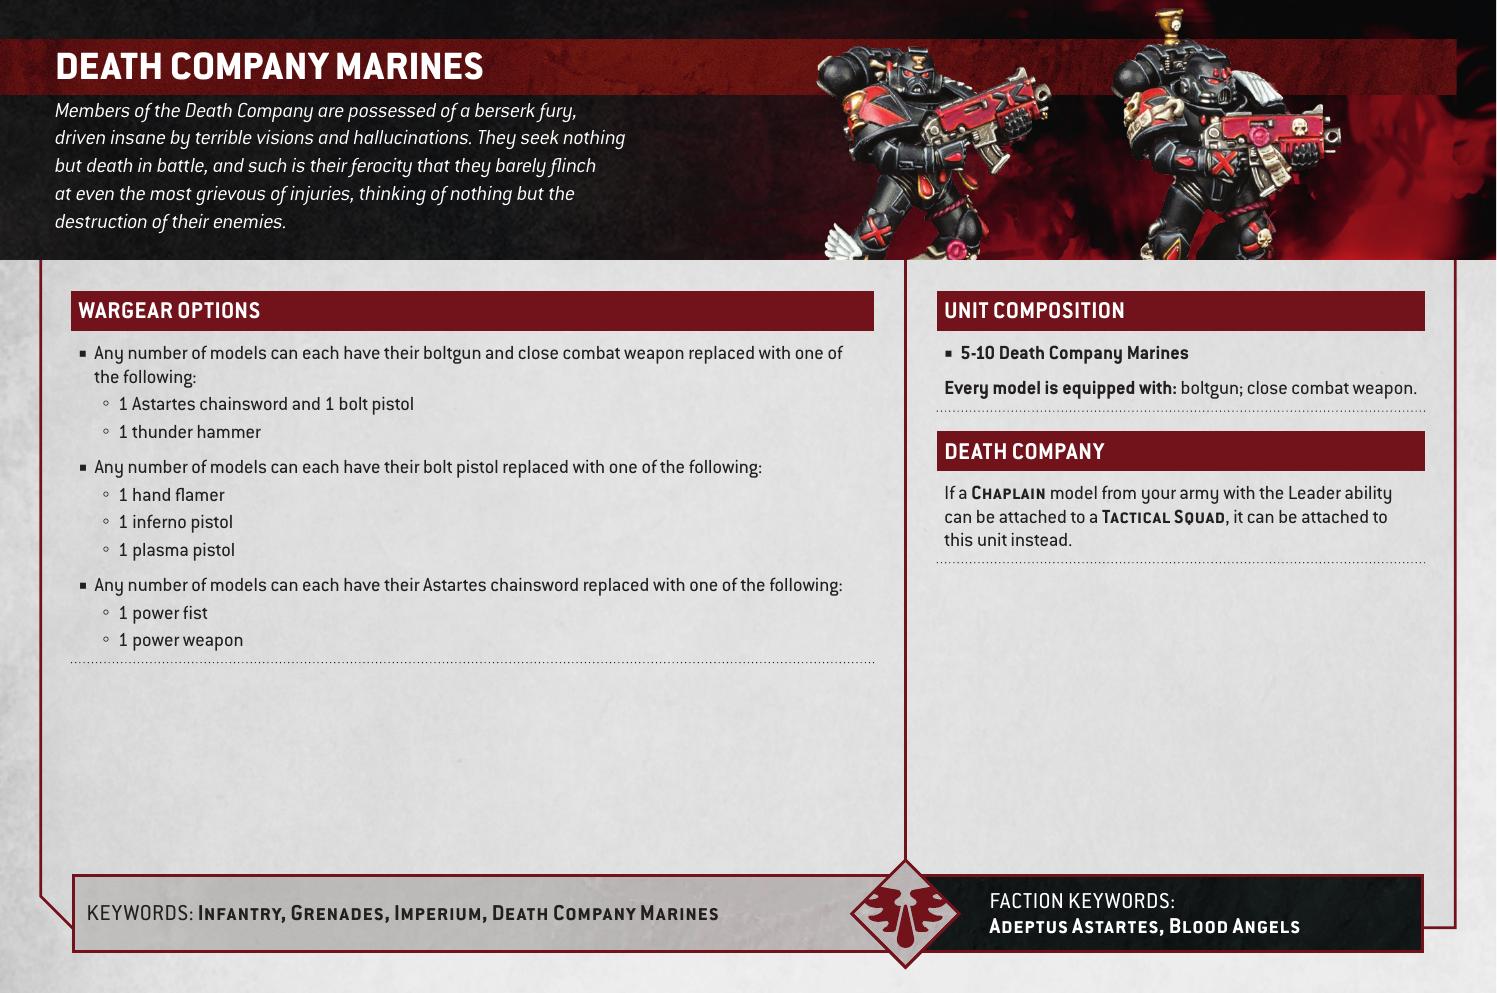 DEATH COMPANY MARINES
Members of the Death Company are possessed of a berserk fury,
driven insane by terrible visions and hallucinations. They seek nothing
but death in battle, and such is their ferocity that they barely flinch
at even the most grievous of injuries, thinking of nothing but the
destruction of their enemies.
WARGEAR OPTIONS
▪ Any number of models can each have their boltgun and close combat weapon replaced with one of
the following:
◦ 1 Astartes chainsword and 1 bolt pistol
◦ 1 thunder hammer
▪ Any number of models can each have their bolt pistol replaced with one of the following:
◦ 1 hand flamer
◦ 1 inferno pistol
◦ 1 plasma pistol
▪ Any number of models can each have their Astartes chainsword replaced with one of the following:
◦ 1 power fist
◦ 1 power weapon
UNIT COMPOSITION
▪ 5-10 Death Company Marines
Every model is equipped with: boltgun; close combat weapon.
DEATH COMPANY
If a CHAPLAIN model from your army with the Leader ability
can be attached to a TACTICAL SQUAD, it can be attached to
this unit instead.
KEYWORDS: INFANTRY, GRENADES, IMPERIUM, DEATH COMPANY MARINES
FACTION KEYWORDS:
ADEPTUS ASTARTES, BLOOD ANGELS